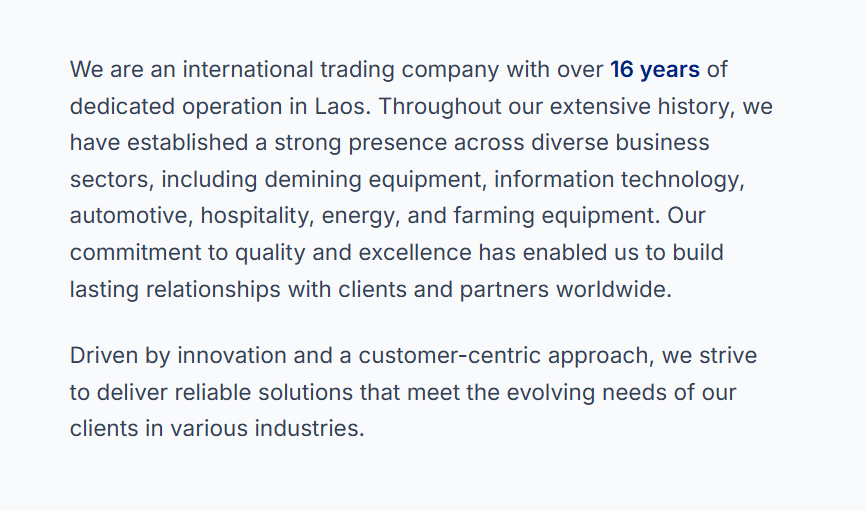 We are an international trading company with over 16 years of
dedicated operation in Laos. Throughout our extensive history, we
have established a strong presence across diverse business
sectors, including demining equipment, information technology,
automotive, hospitality, energy, and farming equipment. Our
commitment to quality and excellence has enabled us to build
lasting relationships with clients and partners worldwide.
Driven by innovation and a customer-centric approach, we strive
to deliver reliable solutions that meet the evolving needs of our
clients in various industries.